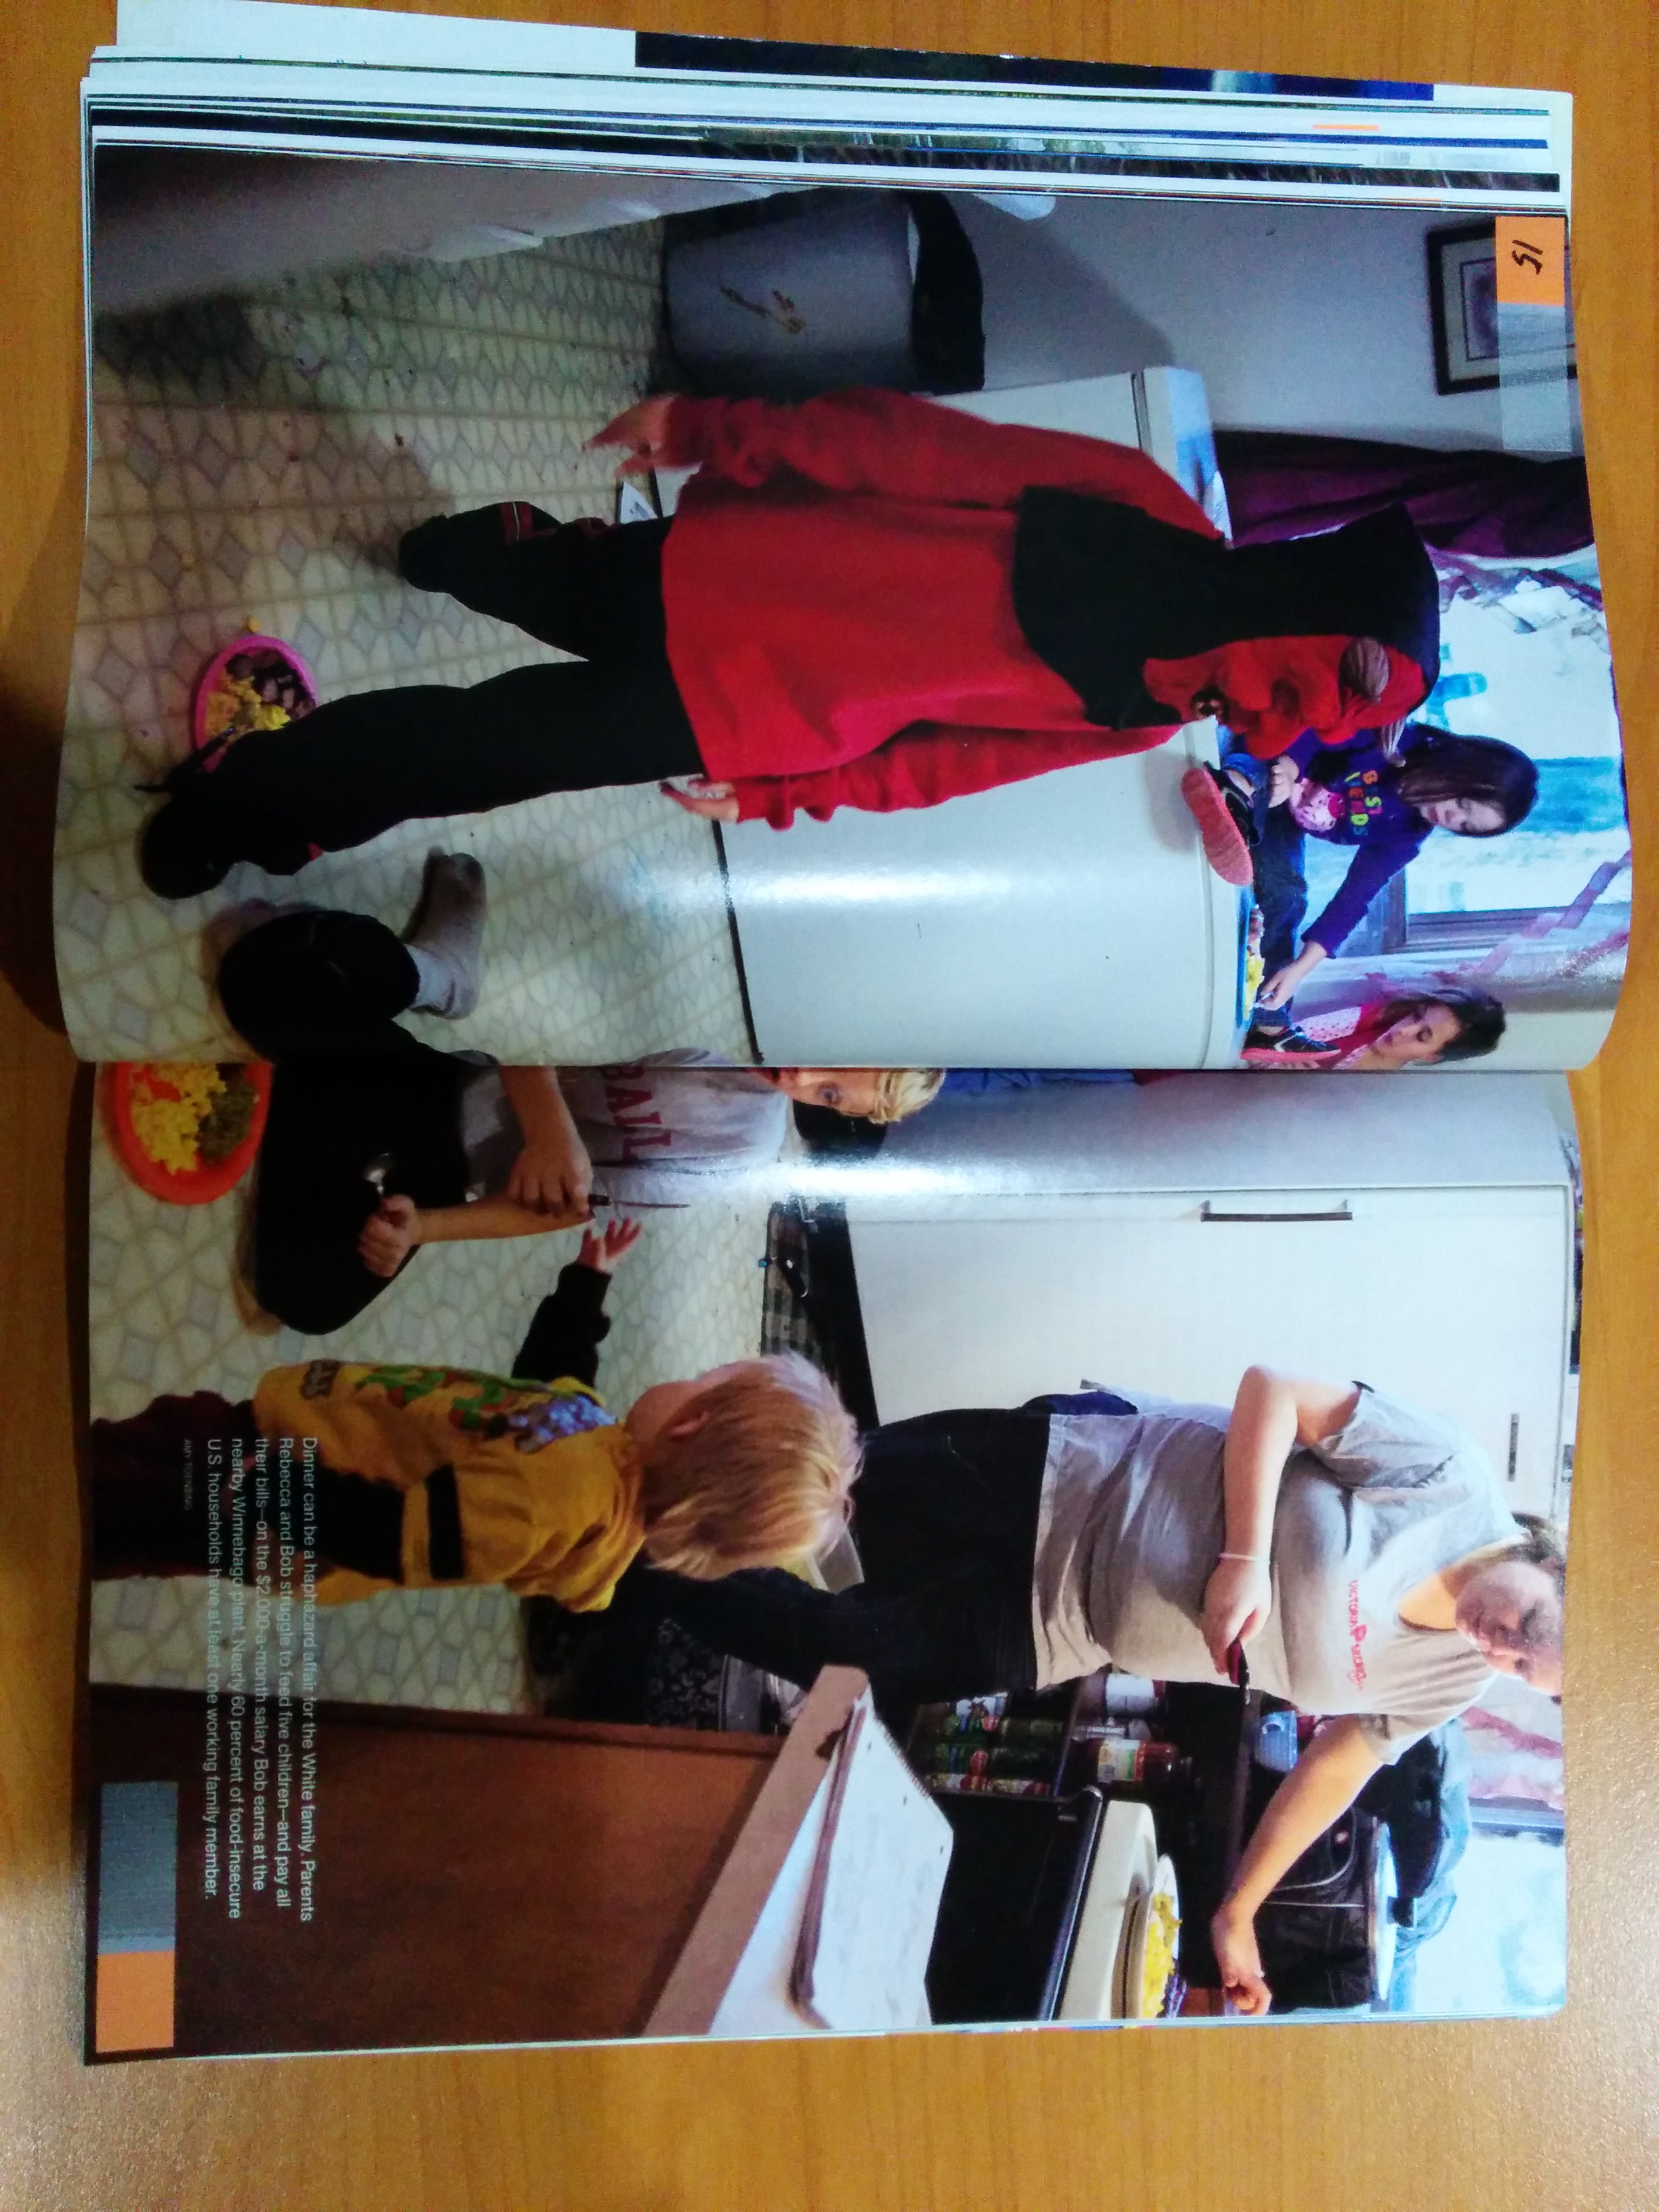 15
BEST
BALL
VICTORIA'S SECRET
Dinner can be a haphazard affair for the White family. Parents
Rebecca and Bob struggle to feed five children—and pay all
their bills—on the $2,000-a-month salary Bob earns at the
nearby Winnebago plant. Nearly 60 percent of food-insecure
U.S. households have at least one working family member.
AMY TOENSING